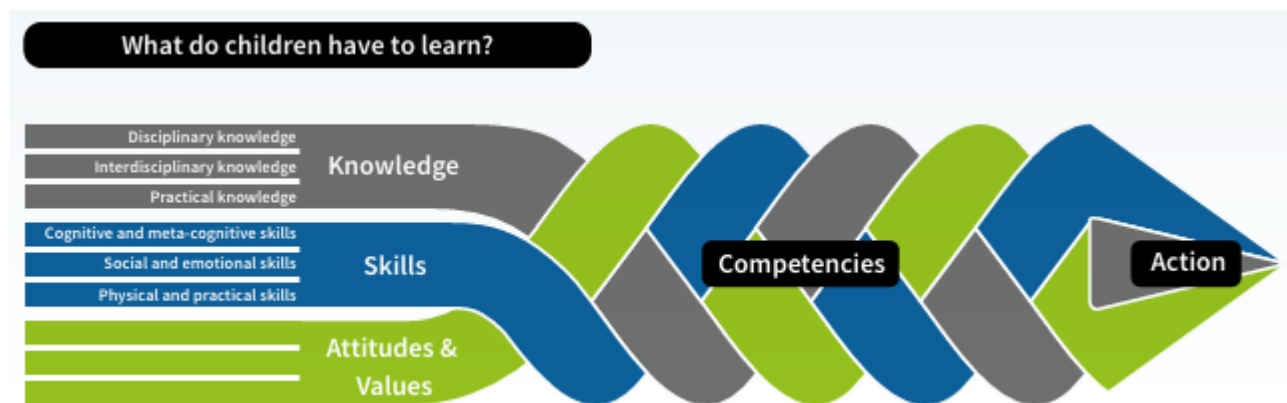 What do children have to learn?
Disciplinary knowledge
Interdisciplinary knowledge
Practical knowledge
Knowledge
Cognitive and meta-cognitive skills
Social and emotional skills
Physical and practical skills
Skills
Attitudes &
Values
Competencies
Action